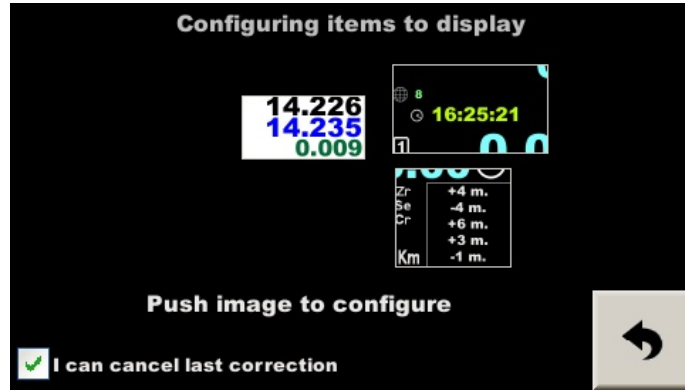 Configuring items to display
14.226
14.235
0.009
8
16:25:21
1
Zr
Se
Cr
Km
+4 m.
-4 m.
+6 m.
+3 m.
-1 m.
Push image to configure
I can cancel last correction